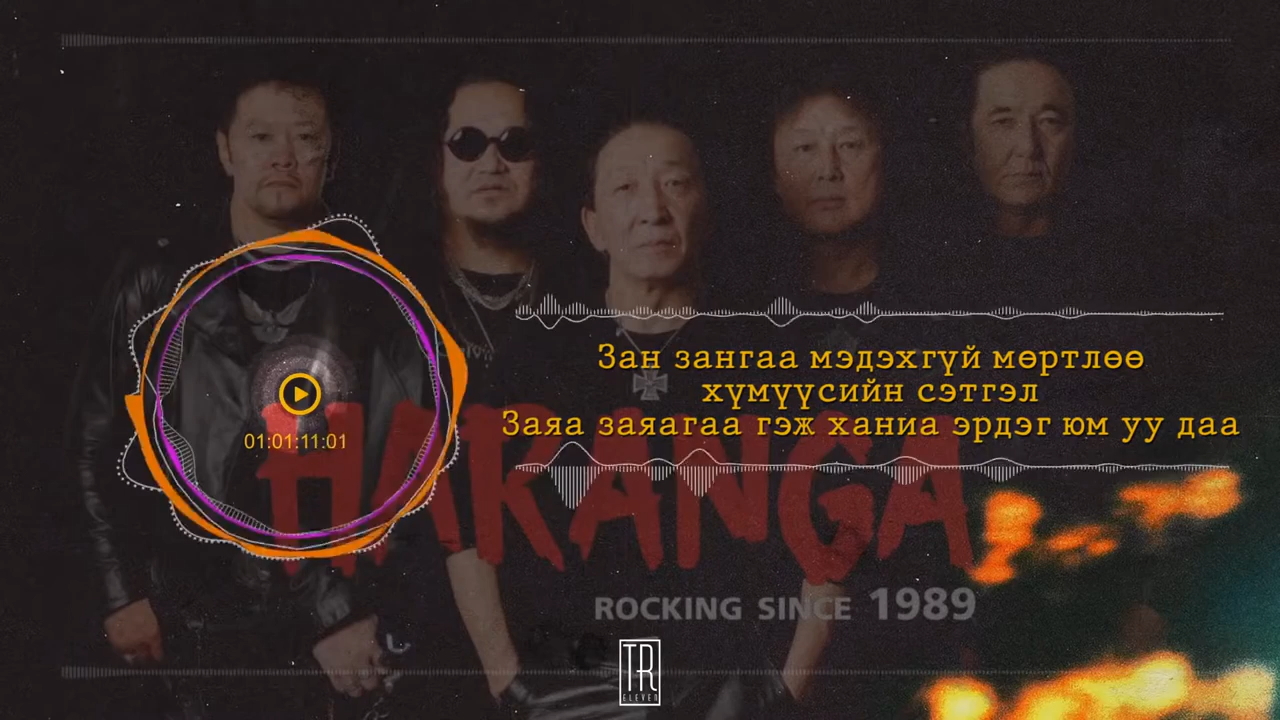 Зан зангаа мэдэхгүй мөртлөө
хүмүүсийн сэтгэл
Заяа заяагаа гэж ханиа эрдэг юм уу даа
01:01:11:01
HARANGA
ROCKING SINCE 1989
TR
ELEVEN